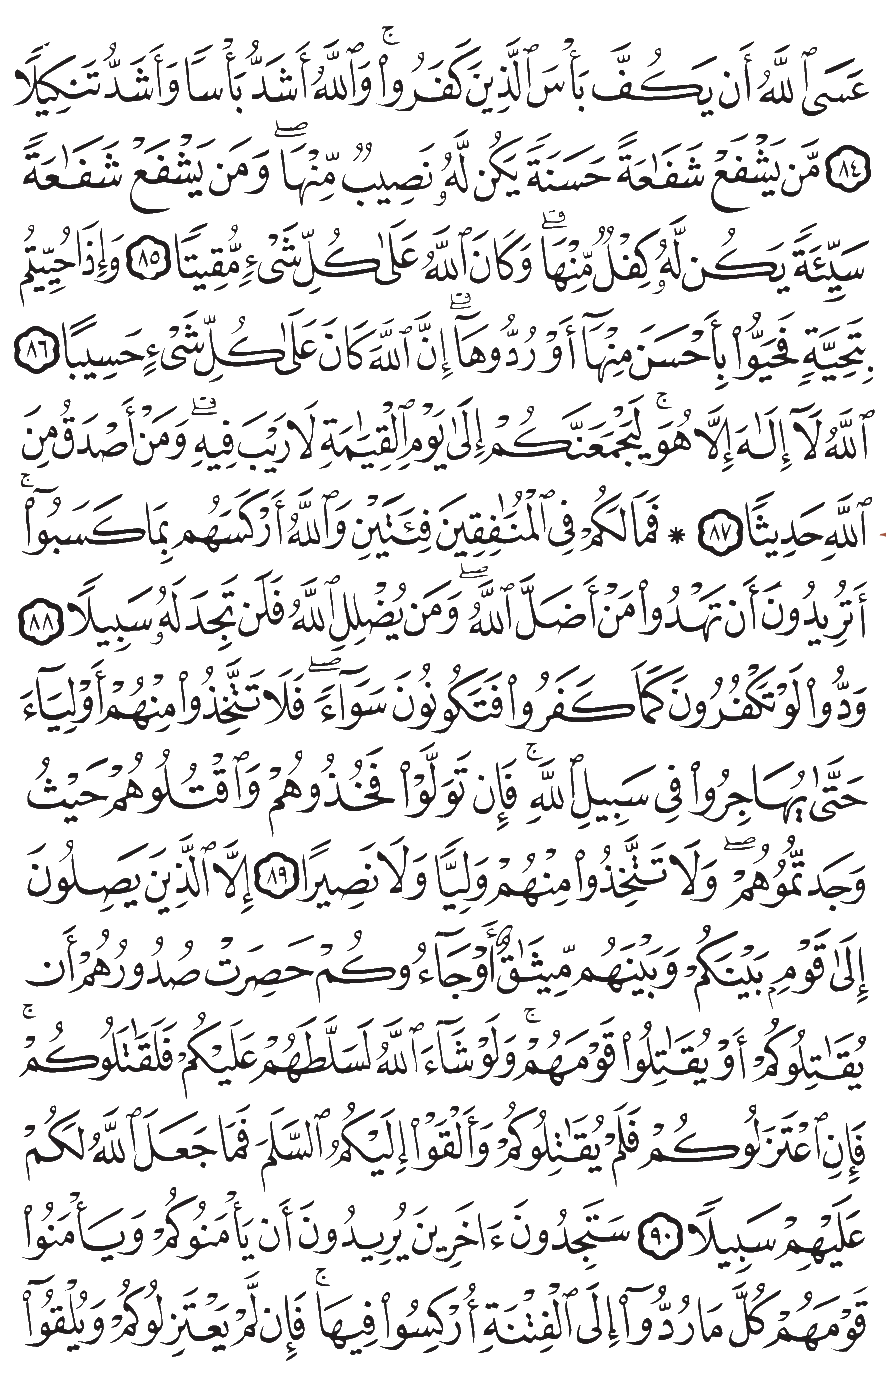 عَسَى ٱللَّهُ أَن يَكُفَّ بَأْسَ ٱلَّذِينَ كَفَرُوا۟ ۚ وَٱللَّهُ أَشَدُّ بَأْسًا وَأَشَدُّ تَنكِيلًا
٨٤ مَّن يَشْفَعْ شَفَـٰعَةً حَسَنَةً يَكُن لَّهُۥ نَصِيبٌ مِّنْهَا ۖ وَمَن يَشْفَعْ شَفَـٰعَةً
سَيِّئَةً يَكُن لَّهُۥ كِفْلٌ مِّنْهَا ۗ وَكَانَ ٱللَّهُ عَلَىٰ كُلِّ شَىْءٍ مُّقِيتًا ٨٥ وَإِذَا حُيِّيتُم
بِتَحِيَّةٍ فَحَيُّوا۟ بِأَحْسَنَ مِنْهَآ أَوْ رُدُّوهَآ ۗ إِنَّ ٱللَّهَ كَانَ عَلَىٰ كُلِّ شَىْءٍ حَسِيبًا ٨٦
ٱللَّهُ لَآ إِلَـٰهَ إِلَّا هُوَ ۚ لَيَجْمَعَنَّكُمْ إِلَىٰ يَوْمِ ٱلْقِيَـٰمَةِ لَا رَيْبَ فِيهِ ۗ وَمَنْ أَصْدَقُ مِنَ
ٱللَّهِ حَدِيثًا ٨٧ * فَمَا لَكُمْ فِى ٱلْمُنَـٰفِقِينَ فِئَتَيْنِ وَٱللَّهُ أَرْكَسَهُم بِمَا كَسَبُوٓا۟ ۚ
أَتُرِيدُونَ أَن تَهْدُوا۟ مَنْ أَضَلَّ ٱللَّهُ ۖ وَمَن يُضْلِلِ ٱللَّهُ فَلَن تَجِدَ لَهُۥ سَبِيلًا ٨٨
وَدُّوا۟ لَوْ تَكْفُرُونَ كَمَا كَفَرُوا۟ فَتَكُونُونَ سَوَآءً ۖ فَلَا تَتَّخِذُوا۟ مِنْهُمْ أَوْلِيَآءَ
حَتَّىٰ يُهَاجِرُوا۟ فِى سَبِيلِ ٱللَّهِ ۚ فَإِن تَوَلَّوْا۟ فَخُذُوهُمْ وَٱقْتُلُوهُمْ حَيْثُ
وَجَدتُّمُوهُمْ ۖ وَلَا تَتَّخِذُوا۟ مِنْهُمْ وَلِيًّا وَلَا نَصِيرًا ٨٩ إِلَّا ٱلَّذِينَ يَصِلُونَ
إِلَىٰ قَوْمٍۭ بَيْنَكُمْ وَبَيْنَهُم مِّيثَـٰقٌ أَوْ جَآءُوكُمْ حَصِرَتْ صُدُورُهُمْ أَن
يُقَـٰتِلُوكُمْ أَوْ يُقَـٰتِلُوا۟ قَوْمَهُمْ ۚ وَلَوْ شَآءَ ٱللَّهُ لَسَلَّطَهُمْ عَلَيْكُمْ فَلَقَـٰتَلُوكُمْ ۚ
فَإِنِ ٱعْتَزَلُوكُمْ فَلَمْ يُقَـٰتِلُوكُمْ وَأَلْقَوْا۟ إِلَيْكُمُ ٱلسَّلَمَ فَمَا جَعَلَ ٱللَّهُ لَكُمْ
عَلَيْهِمْ سَبِيلًا ٩٠ سَتَجِدُونَ ءَاخَرِينَ يُرِيدُونَ أَن يَأْمَنُوكُمْ وَيَأْمَنُوا۟
قَوْمَهُمْ كُلَّ مَا رُدُّوٓا۟ إِلَى ٱلْفِتْنَةِ أُرْكِسُوا۟ فِيهَا ۚ فَإِن لَّمْ يَعْتَزِلُوكُمْ وَيُلْقُوٓا۟